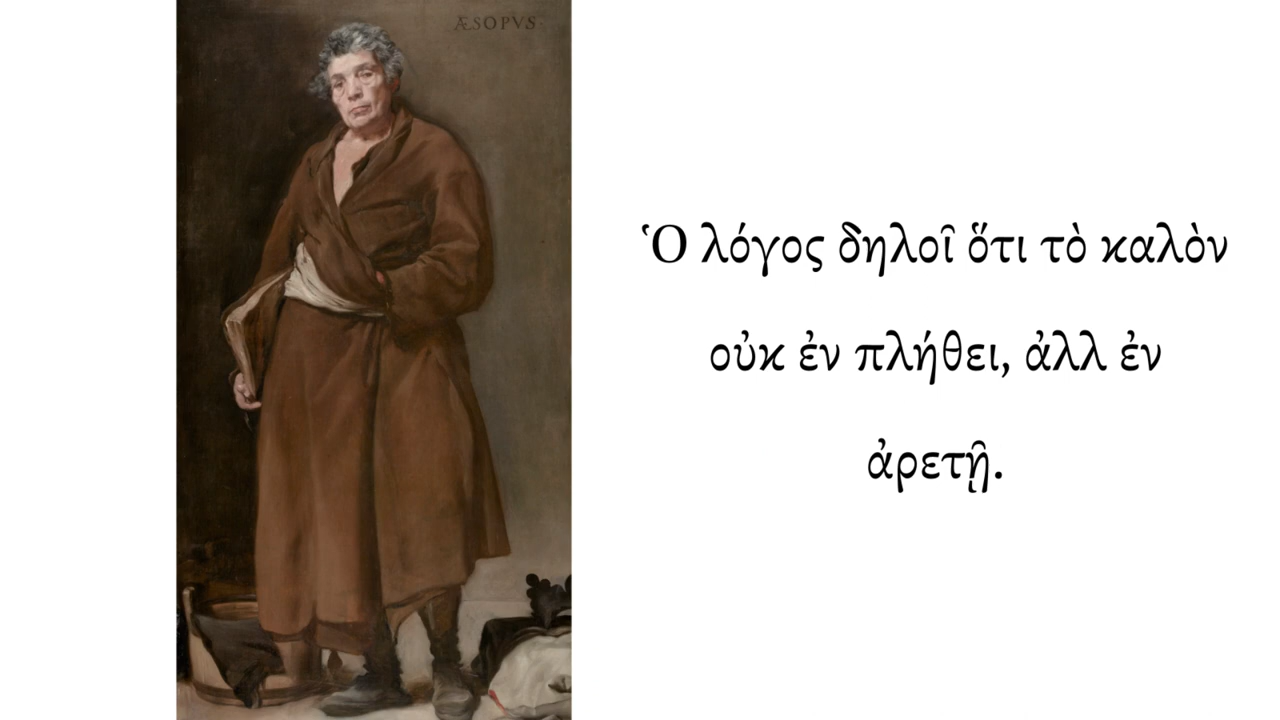 ÆSOPVS·
Ὁ λόγος δηλοῖ ὅτι τὸ καλὸν
οὐκ ἐν πλήθει, ἀλλ ἐν
ἀρετῇ.